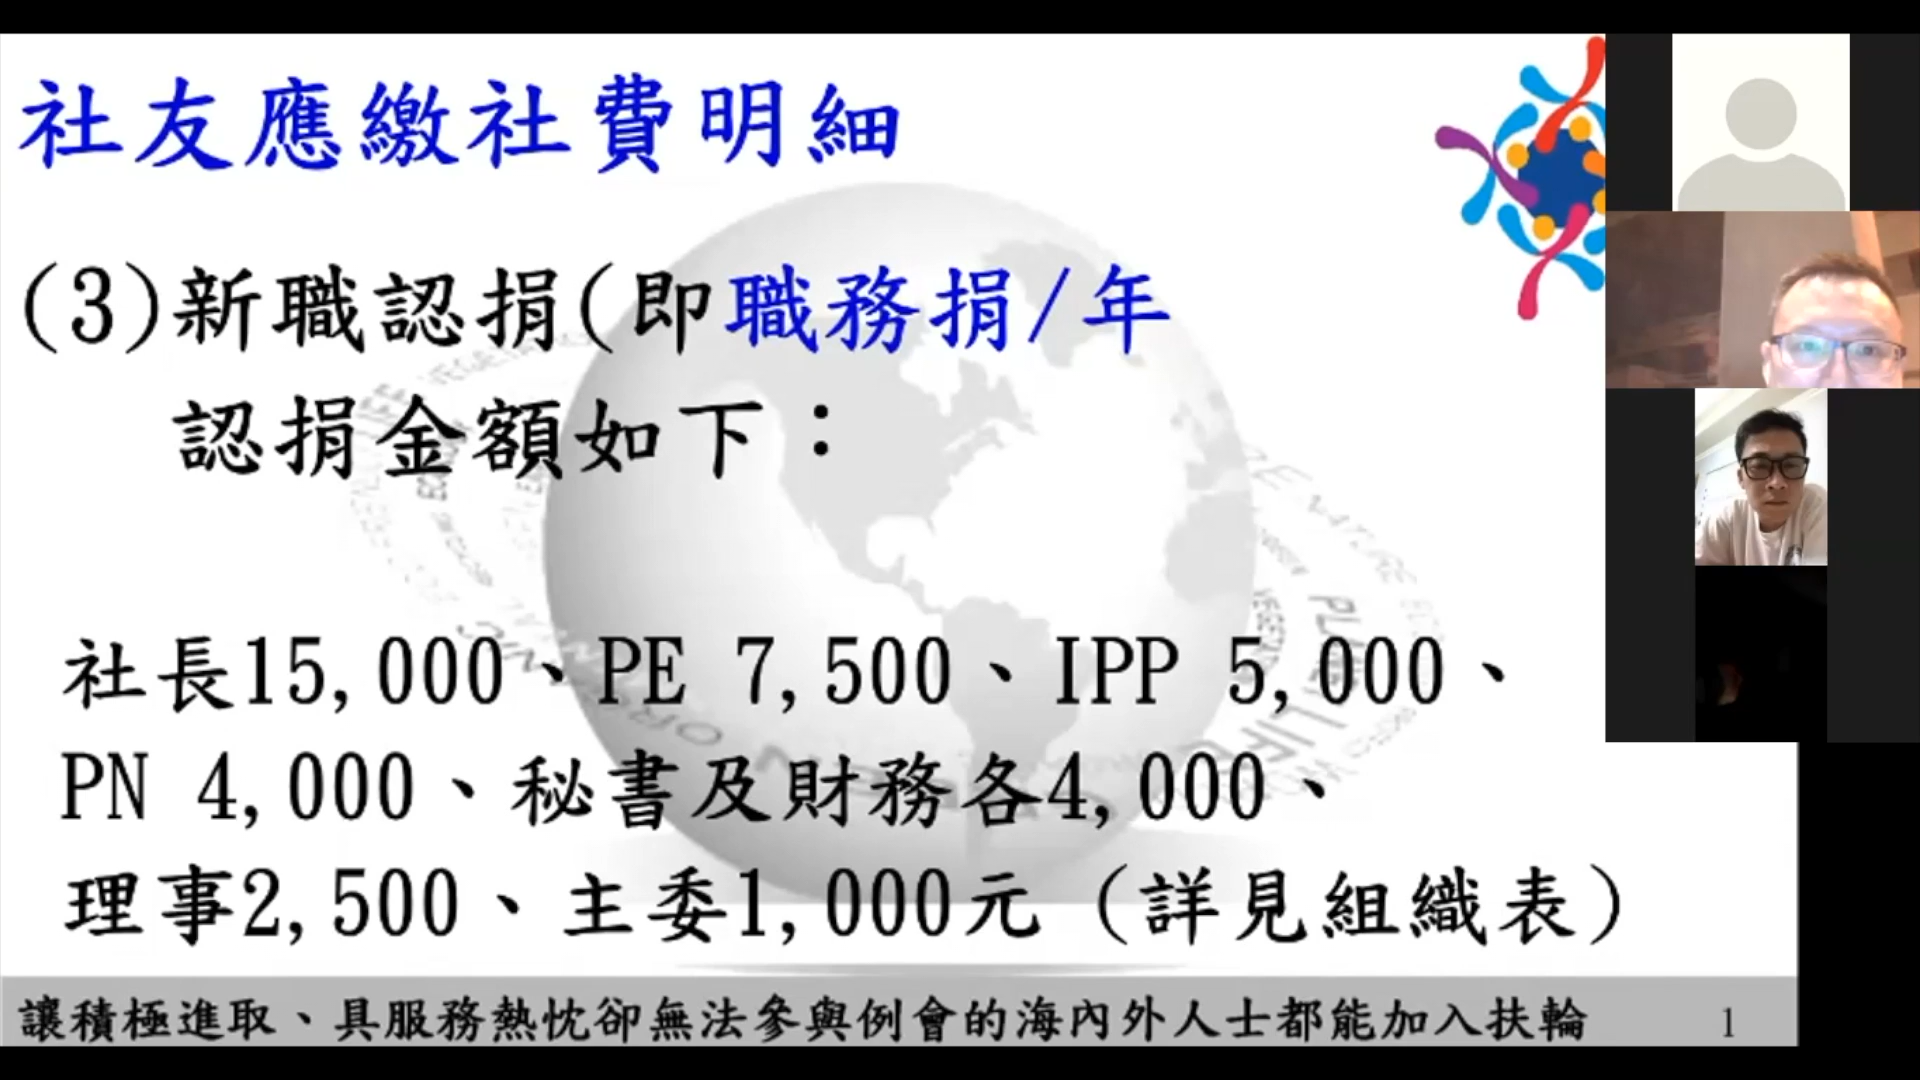 社友應繳社費明細
(3)新職認捐(即職務捐/年
認捐金額如下：
社長15,000、PE 7,500、IPP 5,000、
PN 4,000、秘書及財務各4,000、
理事2,500、主委1,000元（詳見組織表）
讓積極進取、具服務熱忱卻無法參與例會的海內外人士都能加入扶輪
1